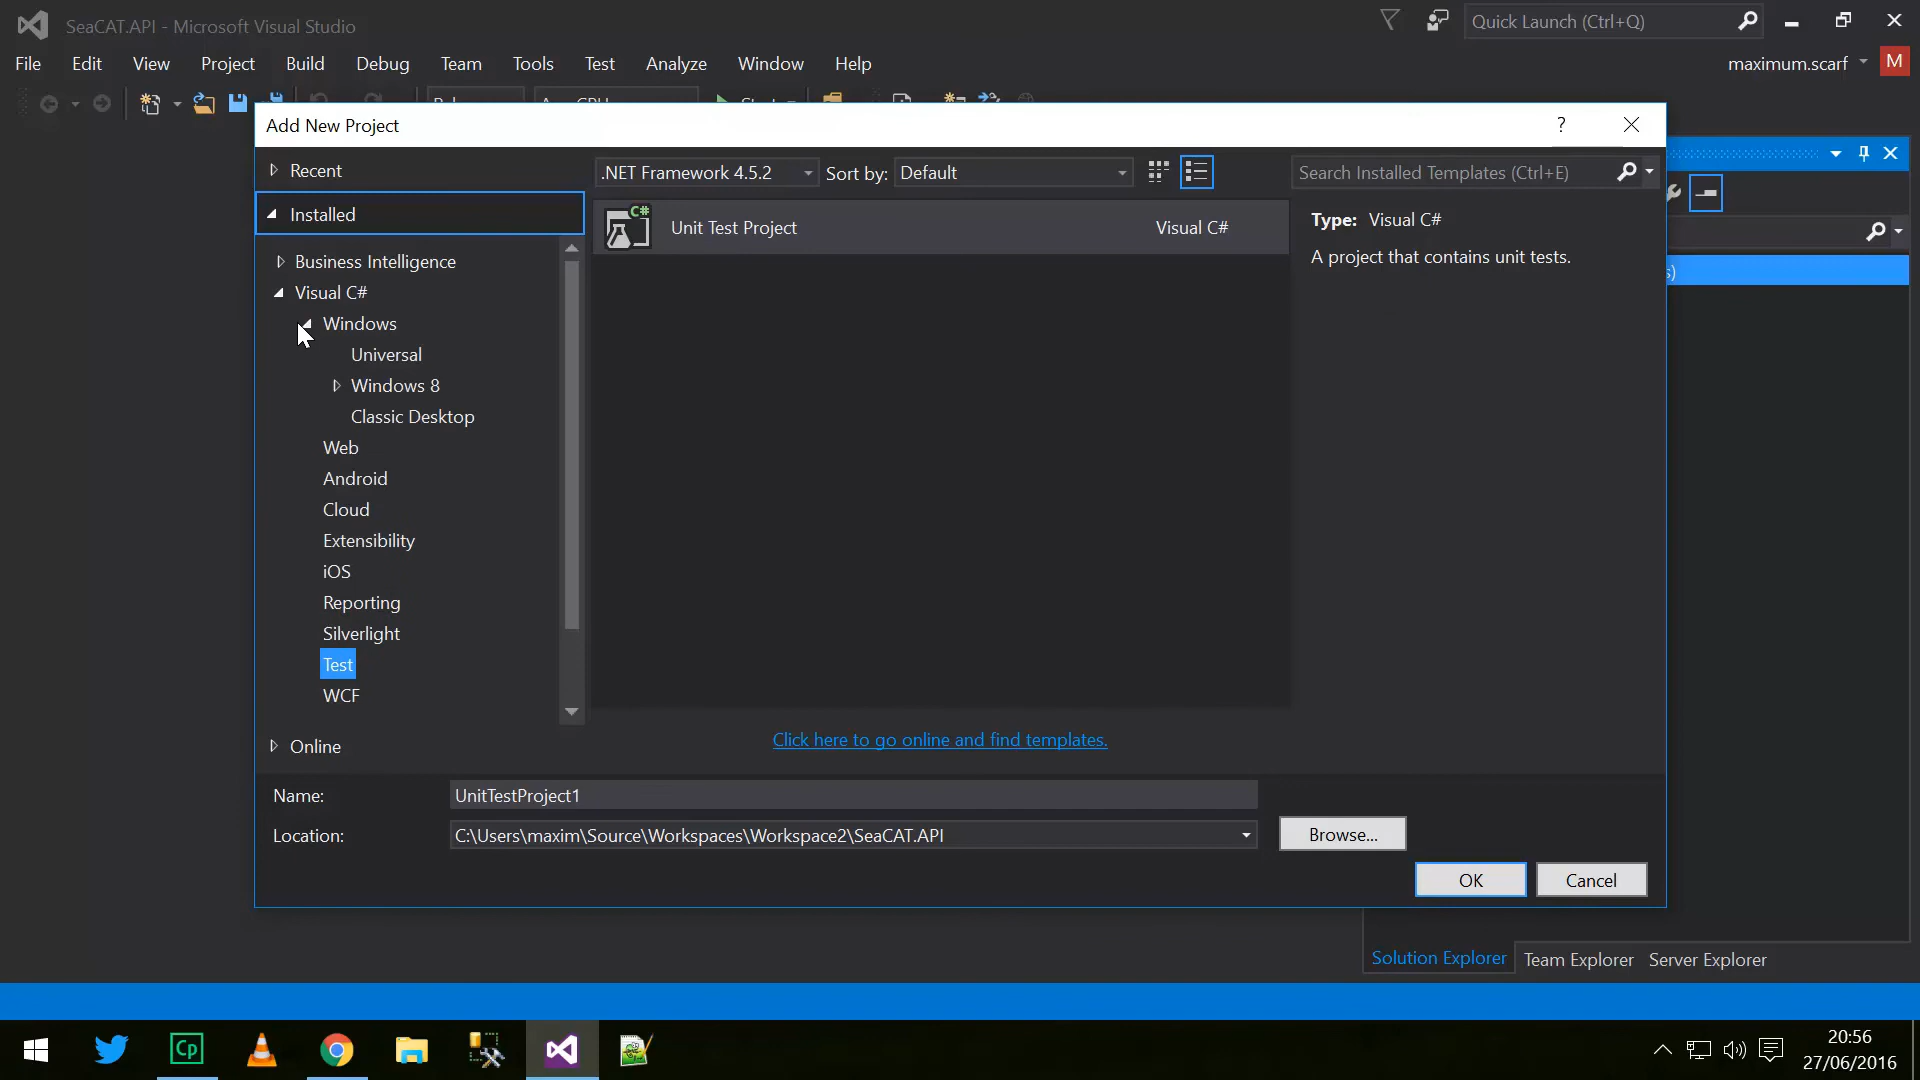 SeaCAT.API - Microsoft Visual Studio
Quick Launch (Ctrl+Q)
File Edit View Project Build Debug Team Tools Test Analyze Window Help
maximum.scarf M
Add New Project ?
Recent
.NET Framework 4.5.2 Sort by: Default
Search Installed Templates (Ctrl+E)
Installed
C# Unit Test Project Visual C#
Type: Visual C#
A project that contains unit tests.
Business Intelligence
Visual C#
Windows
Universal
Windows 8
Classic Desktop
Web
Android
Cloud
Extensibility
iOS
Reporting
Silverlight
Test
WCF
Click here to go online and find templates.
Online
Name: UnitTestProject1
Location: C:\Users\maxim\Source\Workspaces\Workspace2\SeaCAT.API Browse...
OK Cancel
Solution Explorer Team Explorer Server Explorer
Cp
20:56
27/06/2016